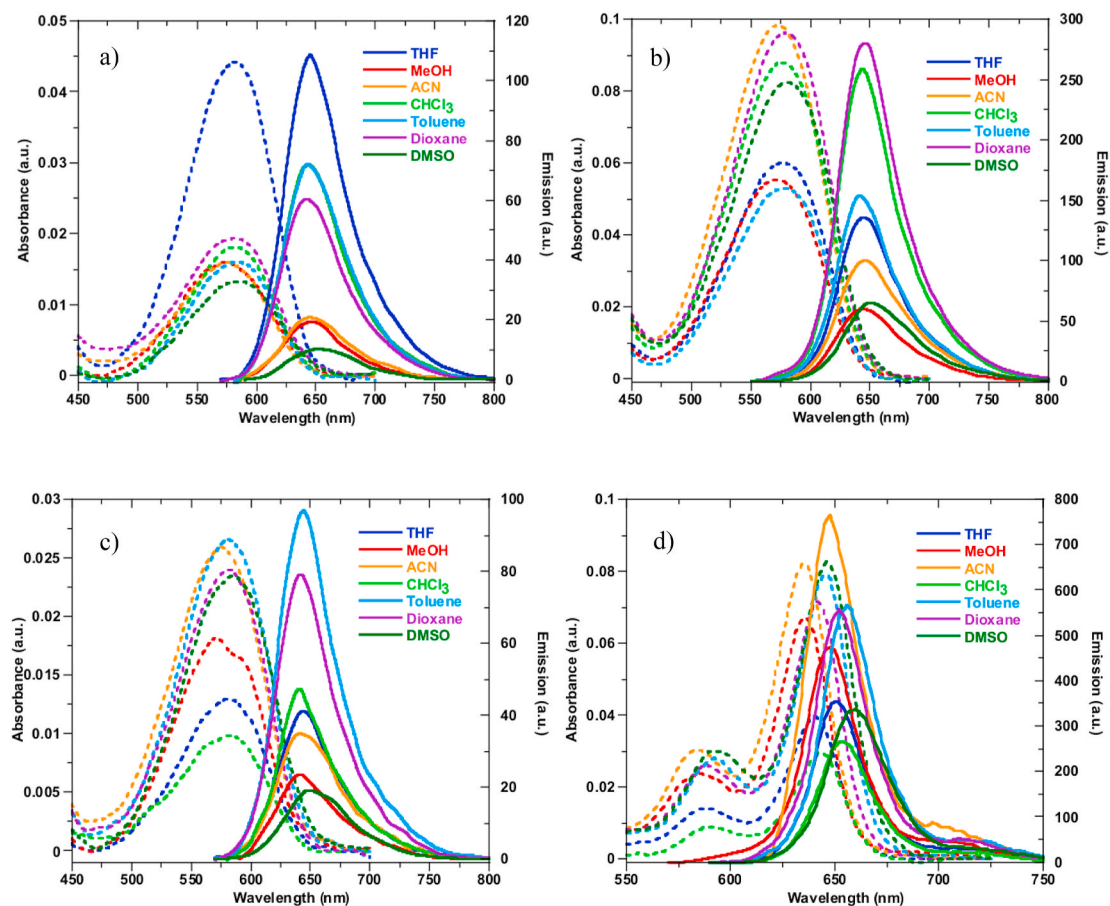 a)
0.05
0.04
0.03
0.02
0.01
0
120
100
80
60
40
20
0
Absorbance (a.u.)
Emission (a.u.)
THF
MeOH
ACN
CHCl3
Toluene
Dioxane
DMSO
450 500 550 600 650 700 750 800
Wavelength (nm)
b)
0.1
0.08
0.06
0.04
0.02
0
300
250
200
150
100
50
0
Absorbance (a.u.)
Emission (a.u.)
THF
MeOH
ACN
CHCl3
Toluene
Dioxane
DMSO
450 500 550 600 650 700 750 800
Wavelength (nm)
c)
0.03
0.025
0.02
0.015
0.01
0.005
0
100
80
60
40
20
0
Absorbance (a.u.)
Emission (a.u.)
THF
MeOH
ACN
CHCl3
Toluene
Dioxane
DMSO
450 500 550 600 650 700 750 800
Wavelength (nm)
d)
0.1
0.08
0.06
0.04
0.02
0
800
700
600
500
400
300
200
100
0
Absorbance (a.u.)
Emission (a.u.)
THF
MeOH
ACN
CHCl3
Toluene
Dioxane
DMSO
550 600 650 700 750
Wavelength (nm)